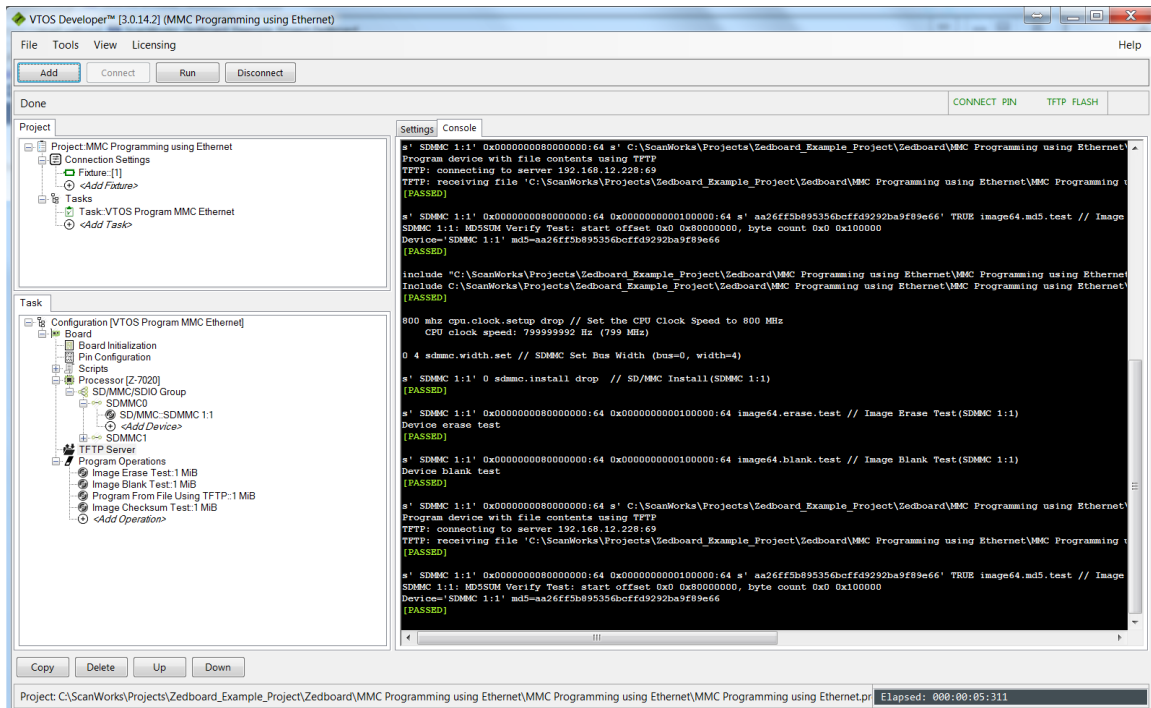 VTOS Developer™ [3.0.14.2] (MMC Programming using Ethernet)
File Tools View Licensing Help
Add Connect Run Disconnect
Done CONNECT PIN TFTP FLASH
Project
Project:MMC Programming using Ethernet
Connection Settings
Fixture::[1]
<Add Fixture>
Tasks
Task::VTOS Program MMC Ethernet
<Add Task>
Task
Configuration [VTOS Program MMC Ethernet]
Board
Board Initialization
Pin Configuration
Scripts
Processor [Z-7020]
SD/MMC/SDIO Group
SDMMC0
SD/MMC::SDMMC 1:1
<Add Device>
SDMMC1
TFTP Server
Program Operations
Image Erase Test::1 MiB
Image Blank Test::1 MiB
Program From File Using TFTP::1 MiB
Image Checksum Test::1 MiB
<Add Operation>
Settings Console
s' SDMMC 1:1' 0x0000000080000000:64 s' C:\ScanWorks\Projects\Zedboard_Example_Project\Zedboard\MMC Programming using Ethernet\
Program device with file contents using TFTP
TFTP: connecting to server 192.168.12.228:69
TFTP: receiving file 'C:\ScanWorks\Projects\Zedboard_Example_Project\Zedboard\MMC Programming using Ethernet\MMC Programming
[PASSED]
s' SDMMC 1:1' 0x0000000080000000:64 0x0000000000100000:64 s' aa26ff5b895356bcffd9292ba9f89e66' TRUE image64.md5.test // Image
SDMMC 1:1: MD5SUM Verify Test: start offset 0x0 0x80000000, byte count 0x0 0x100000
Device='SDMMC 1:1' md5=aa26ff5b895356bcffd9292ba9f89e66
[PASSED]
include "C:\ScanWorks\Projects\Zedboard_Example_Project\Zedboard\MMC Programming using Ethernet\MMC Programming using Ethernet
Include C:\ScanWorks\Projects\Zedboard_Example_Project\Zedboard\MMC Programming using Ethernet\MMC Programming using Ethernet\
[PASSED]
800 mhz cpu.clock.setup drop // Set the CPU Clock Speed to 800 MHz
CPU clock speed: 799999992 Hz (799 MHz)
0 4 sdmmc.width.set // SDMMC Set Bus Width (bus=0, width=4)
s' SDMMC 1:1' 0 sdmmc.install drop // SD/MMC Install(SDMMC 1:1)
[PASSED]
s' SDMMC 1:1' 0x0000000080000000:64 0x0000000000100000:64 image64.erase.test // Image Erase Test(SDMMC 1:1)
Device erase test
[PASSED]
s' SDMMC 1:1' 0x0000000080000000:64 0x0000000000100000:64 image64.blank.test // Image Blank Test(SDMMC 1:1)
Device blank test
[PASSED]
s' SDMMC 1:1' 0x0000000080000000:64 s' C:\ScanWorks\Projects\Zedboard_Example_Project\Zedboard\MMC Programming using Ethernet\
Program device with file contents using TFTP
TFTP: connecting to server 192.168.12.228:69
TFTP: receiving file 'C:\ScanWorks\Projects\Zedboard_Example_Project\Zedboard\MMC Programming using Ethernet\MMC Programming
[PASSED]
s' SDMMC 1:1' 0x0000000080000000:64 0x0000000000100000:64 s' aa26ff5b895356bcffd9292ba9f89e66' TRUE image64.md5.test // Image
SDMMC 1:1: MD5SUM Verify Test: start offset 0x0 0x80000000, byte count 0x0 0x100000
Device='SDMMC 1:1' md5=aa26ff5b895356bcffd9292ba9f89e66
[PASSED]
Copy Delete Up Down
Project: C:\ScanWorks\Projects\Zedboard_Example_Project\Zedboard\MMC Programming using Ethernet\MMC Programming using Ethernet\MMC Programming using Ethernet.pr Elapsed: 000:00:05:311